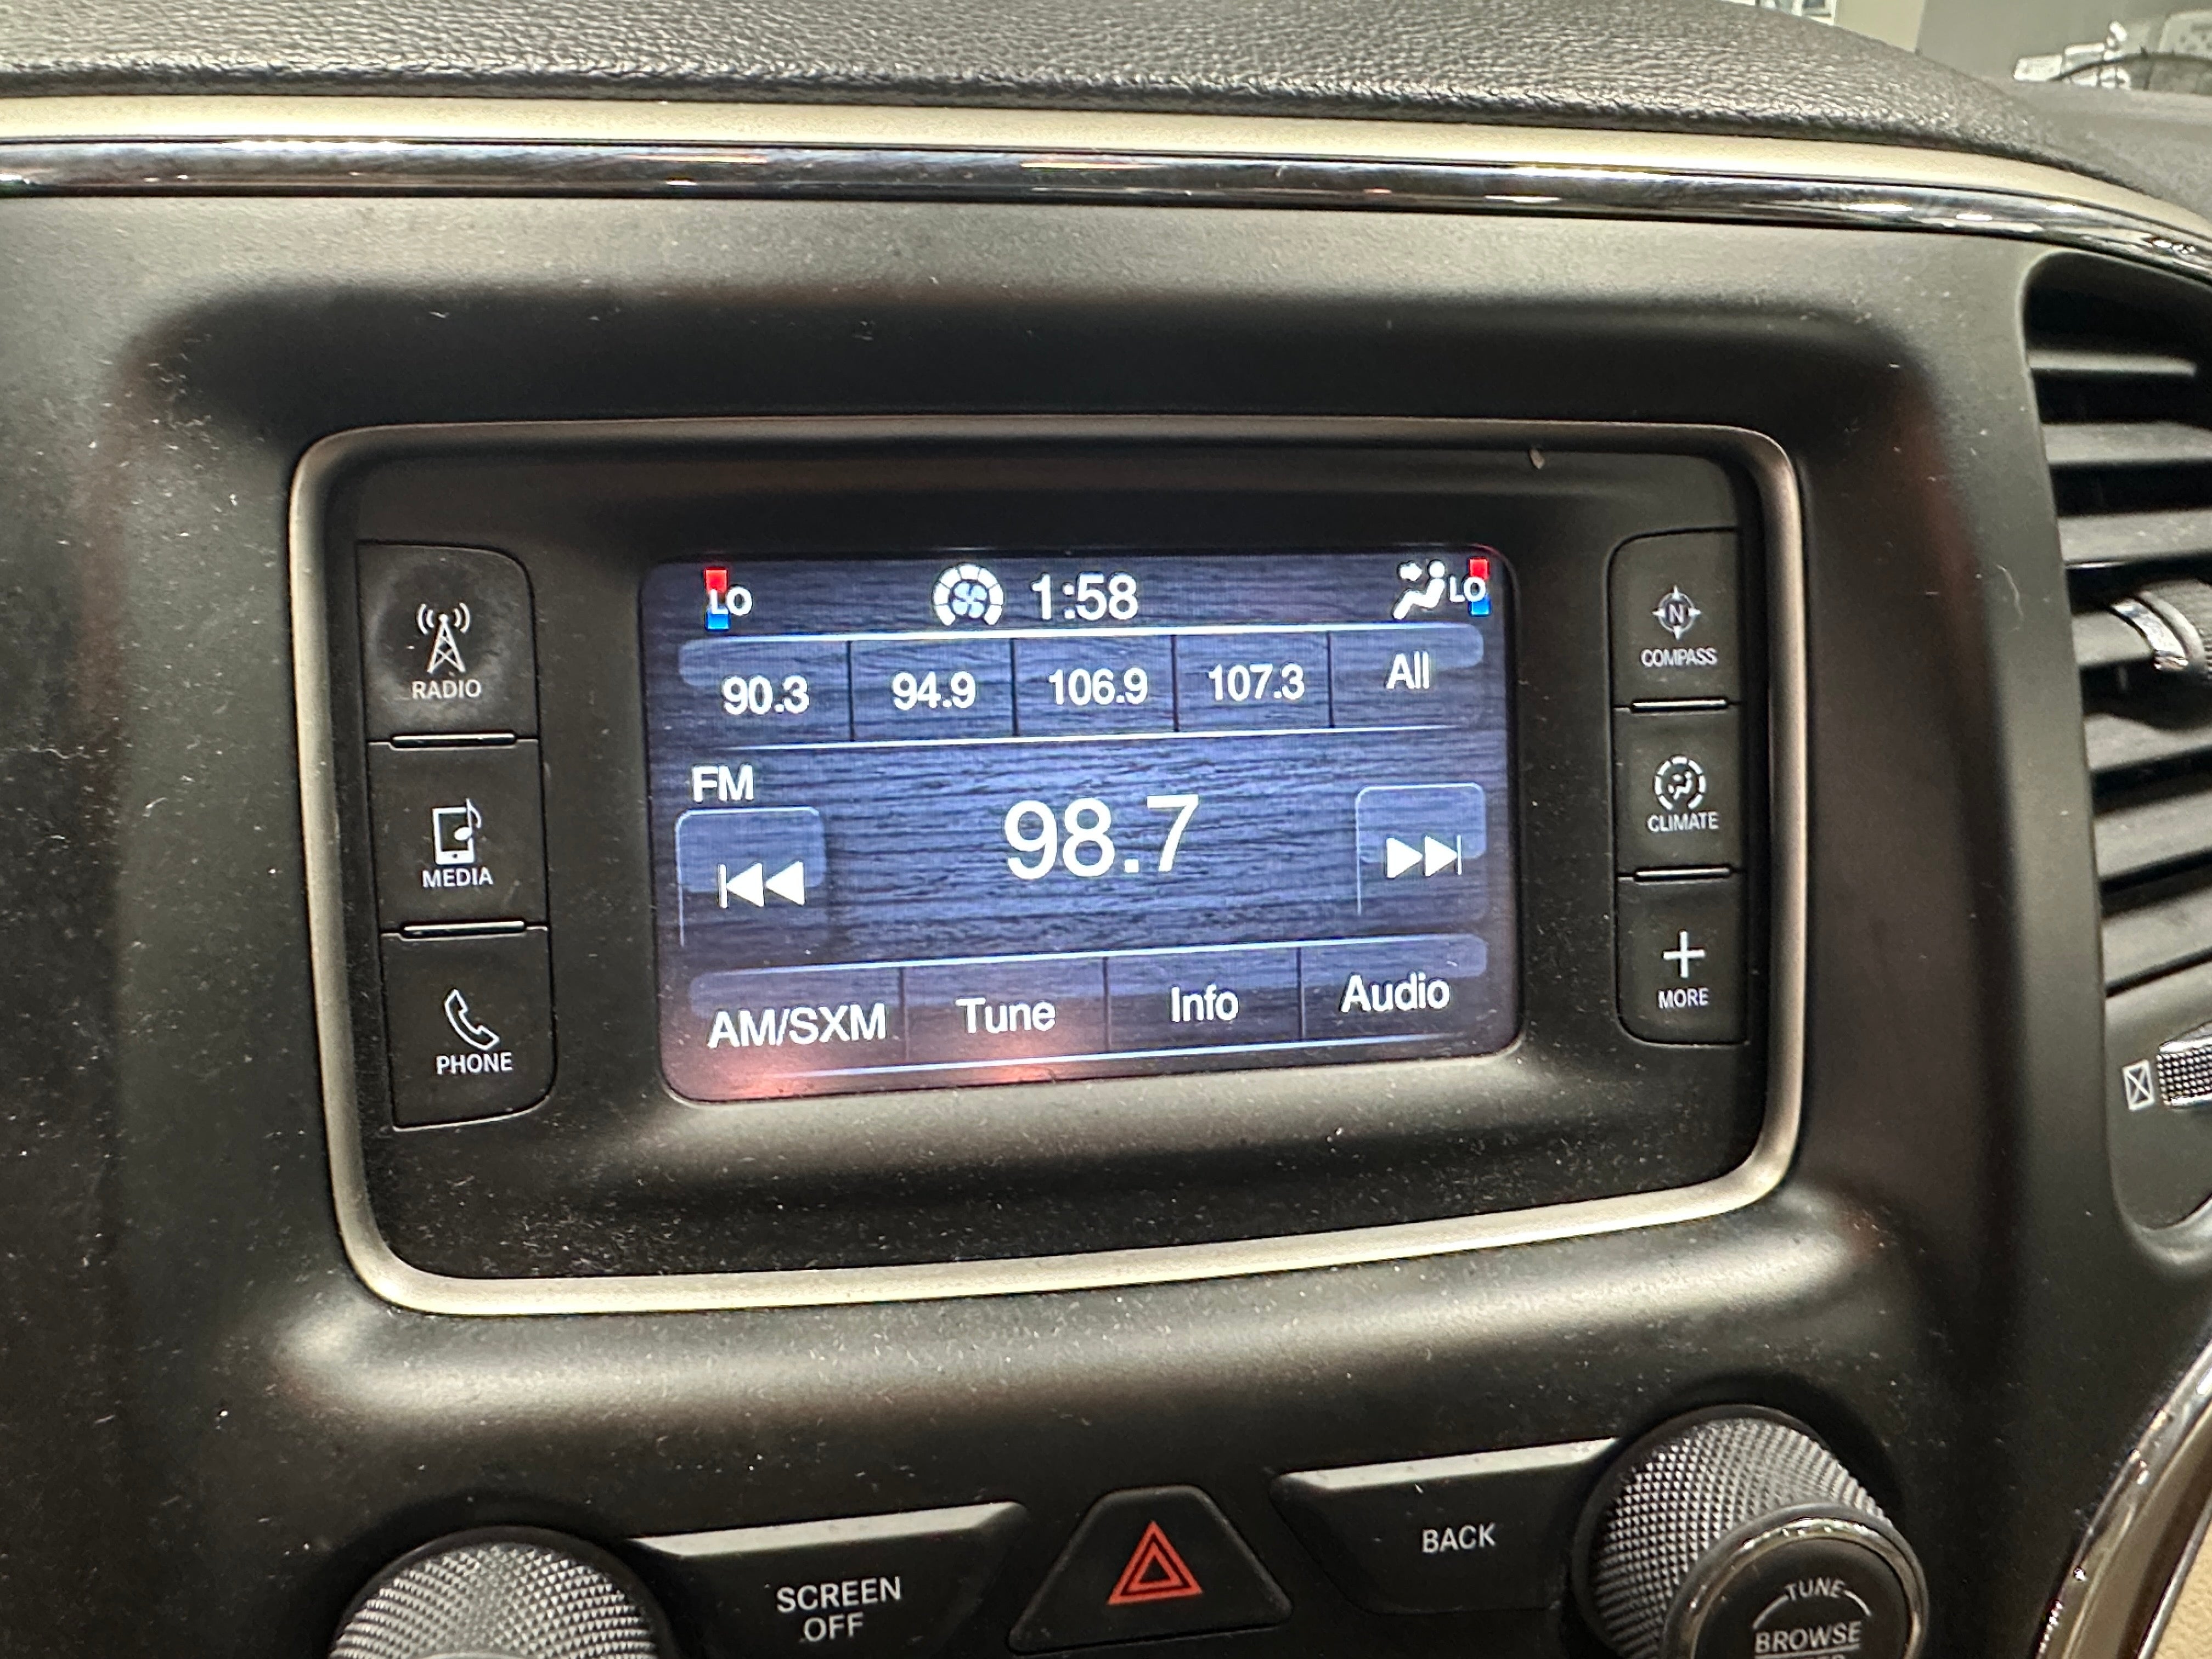 LO 1:58 LO
90.3 94.9 106.9 107.3 All
FM
98.7
AM/SXM Tune Info Audio
RADIO
MEDIA
PHONE
N
COMPASS
CLIMATE
MORE
SCREEN
OFF
BACK
TUNE
BROWSE